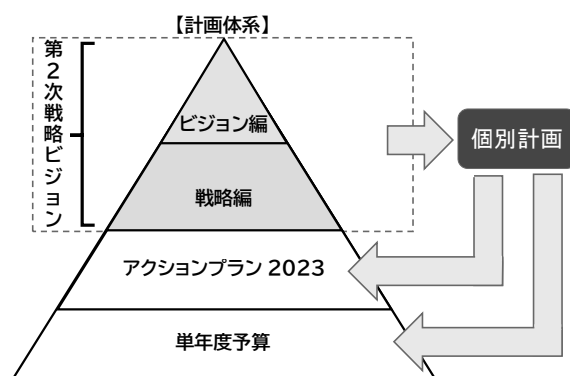 【計画体系】
第2次戦略ビジョン
ビジョン編
戦略編
個別計画
アクションプラン 2023
単年度予算